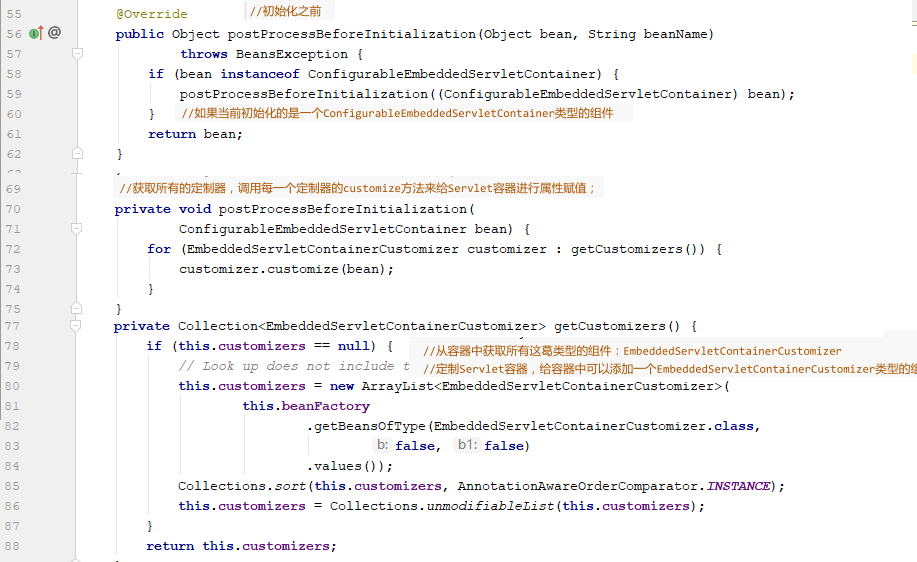 55 @Override //初始化之前
56 @ public Object postProcessBeforeInitialization(Object bean, String beanName)
57 throws BeansException {
58 if (bean instanceof ConfigurableEmbeddedServletContainer) {
59 postProcessBeforeInitialization((ConfigurableEmbeddedServletContainer) bean);
60 } //如果当前初始化的是一个ConfigurableEmbeddedServletContainer类型的组件
61 return bean;
62 }
69 //获取所有的定制器，调用每一个定制器的customize方法来给Servlet容器进行属性赋值；
70 private void postProcessBeforeInitialization(
71 ConfigurableEmbeddedServletContainer bean) {
72 for (EmbeddedServletContainerCustomizer customizer : getCustomizers()) {
73 customizer.customize(bean);
74 }
75 }
77 private Collection<EmbeddedServletContainerCustomizer> getCustomizers() {
78 if (this.customizers == null) { //从容器中获取所有这葛类型的组件：EmbeddedServletContainerCustomizer
79 // Look up does not include t //定制Servlet容器，给容器中可以添加一个EmbeddedServletContainerCustomizer类型的组
80 this.customizers = new ArrayList<EmbeddedServletContainerCustomizer>(
81 this.beanFactory
82 .getBeansOfType(EmbeddedServletContainerCustomizer.class,
83 b: false, b1: false)
84 .values());
85 Collections.sort(this.customizers, AnnotationAwareOrderComparator.INSTANCE);
86 this.customizers = Collections.unmodifiableList(this.customizers);
87 }
88 return this.customizers;